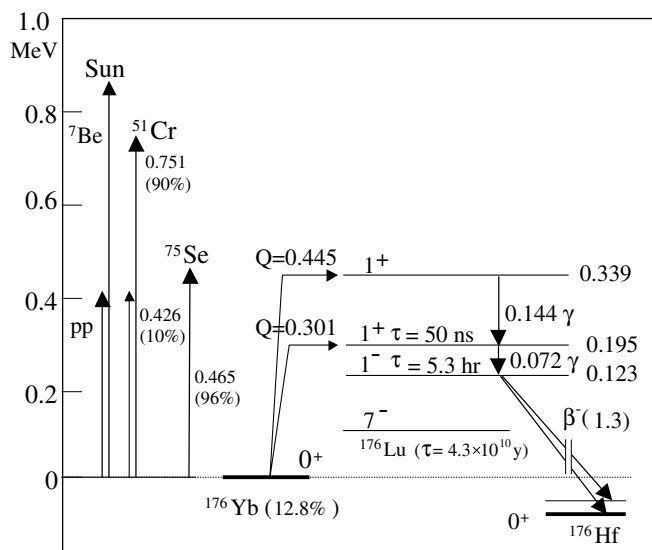 1.0
MeV
Sun
0.8
⁷Be
⁵¹Cr
0.751
(90%)
0.6
⁷⁵Se
Q=0.445
1⁺
0.339
0.4
pp
0.426
(10%)
0.144 γ
Q=0.301
1⁺ τ = 50 ns
0.195
1⁻ τ = 5.3 hr
0.072 γ
0.123
0.465
(96%)
0.2
7⁻
β⁻ (1.3)
¹⁷⁶Lu (τ = 4.3×10¹⁰ y)
0
0⁺
¹⁷⁶Yb (12.8%)
0⁺
¹⁷⁶Hf